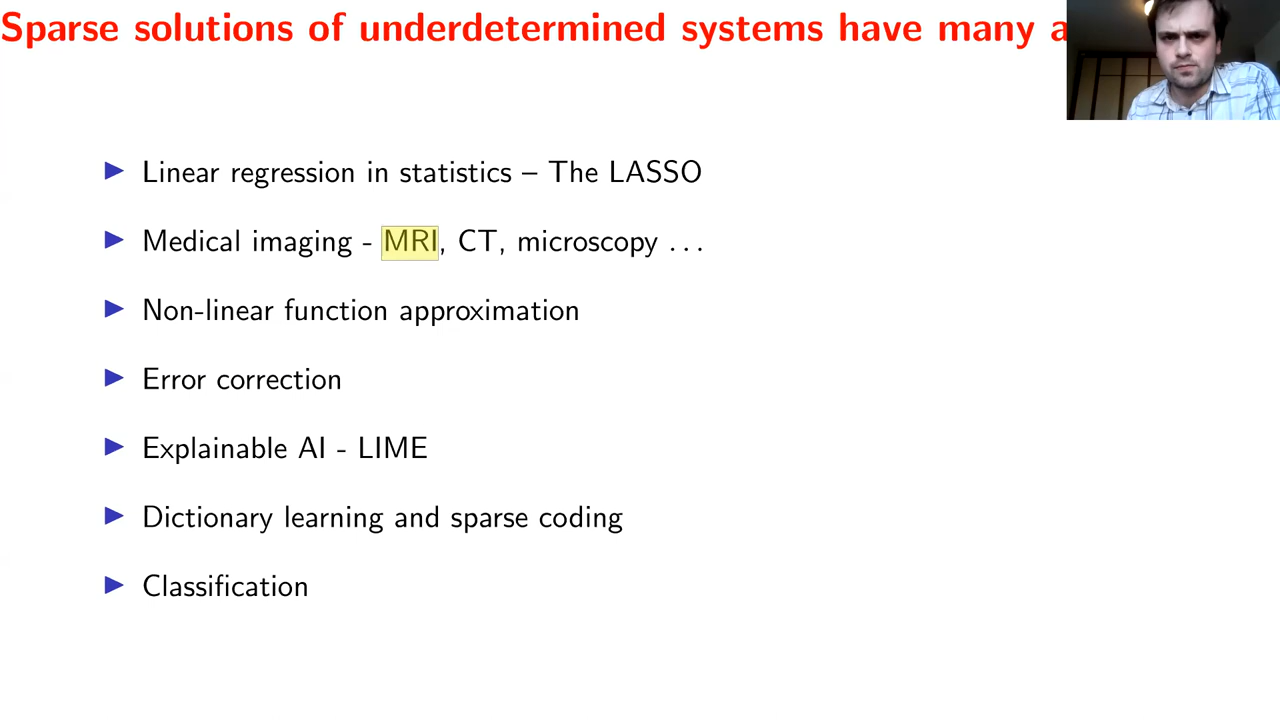 Sparse solutions of underdetermined systems have many a
Linear regression in statistics – The LASSO
Medical imaging - MRI, CT, microscopy . . .
Non-linear function approximation
Error correction
Explainable AI - LIME
Dictionary learning and sparse coding
Classification